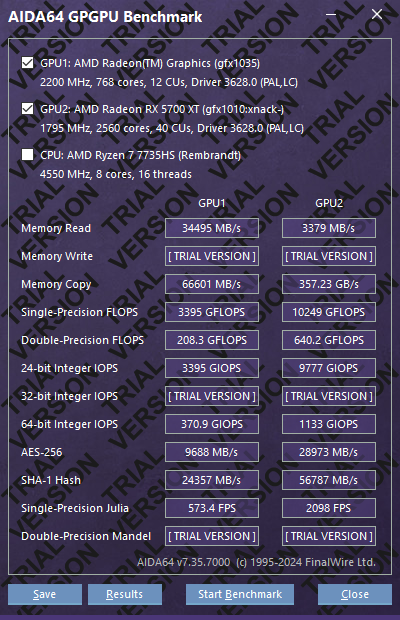 AIDA64 GPGPU Benchmark
GPU1: AMD Radeon(TM) Graphics (gfx1035)
2200 MHz, 768 cores, 12 CUs, Driver 3628.0 (PAL,LC)
GPU2: AMD Radeon RX 5700 XT (gfx1010:xnack-)
1795 MHz, 2560 cores, 40 CUs, Driver 3628.0 (PAL,LC)
CPU: AMD Ryzen 7 7735HS (Rembrandt)
4550 MHz, 8 cores, 16 threads
GPU1 GPU2
Memory Read 34495 MB/s 3379 MB/s
Memory Write [ TRIAL VERSION ] [ TRIAL VERSION ]
Memory Copy 66601 MB/s 357.23 GB/s
Single-Precision FLOPS 3395 GFLOPS 10249 GFLOPS
Double-Precision FLOPS 208.3 GFLOPS 640.2 GFLOPS
24-bit Integer IOPS 3395 GIOPS 9777 GIOPS
32-bit Integer IOPS [ TRIAL VERSION ] [ TRIAL VERSION ]
64-bit Integer IOPS 370.9 GIOPS 1133 GIOPS
AES-256 9688 MB/s 28973 MB/s
SHA-1 Hash 24357 MB/s 56787 MB/s
Single-Precision Julia 573.4 FPS 2098 FPS
Double-Precision Mandel [ TRIAL VERSION ] [ TRIAL VERSION ]
AIDA64 v7.35.7000 (c) 1995-2024 FinalWire Ltd.
Save Results Start Benchmark Close
TRIAL VERSION